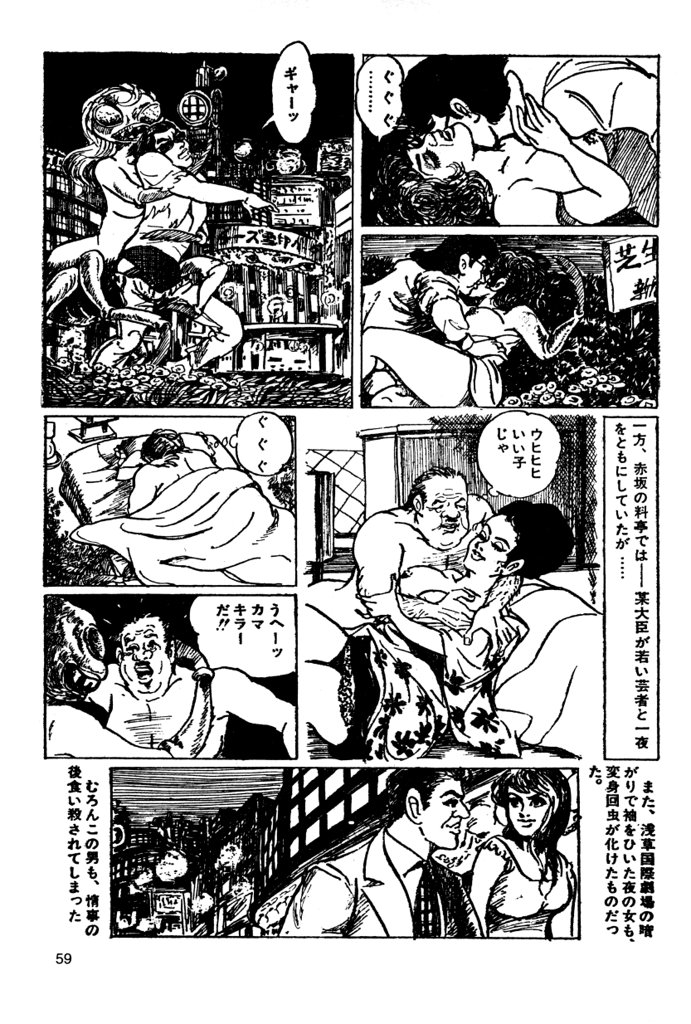 ぐぐぐ
………
芝生
ギャーッ
一方、赤坂の料亭では――某大臣が若い芸者と一夜
をともにしていたが……
ウヒヒヒ
いい子
じゃ
ぐぐぐ
うヘーッ
カマ
キラー
だ!!
また、浅草国際劇場の暗
がりで袖をひいた夜の女も、
変身回虫が化けたものだっ
た。
むろんこの男も、情事の
後食い殺されてしまった
59